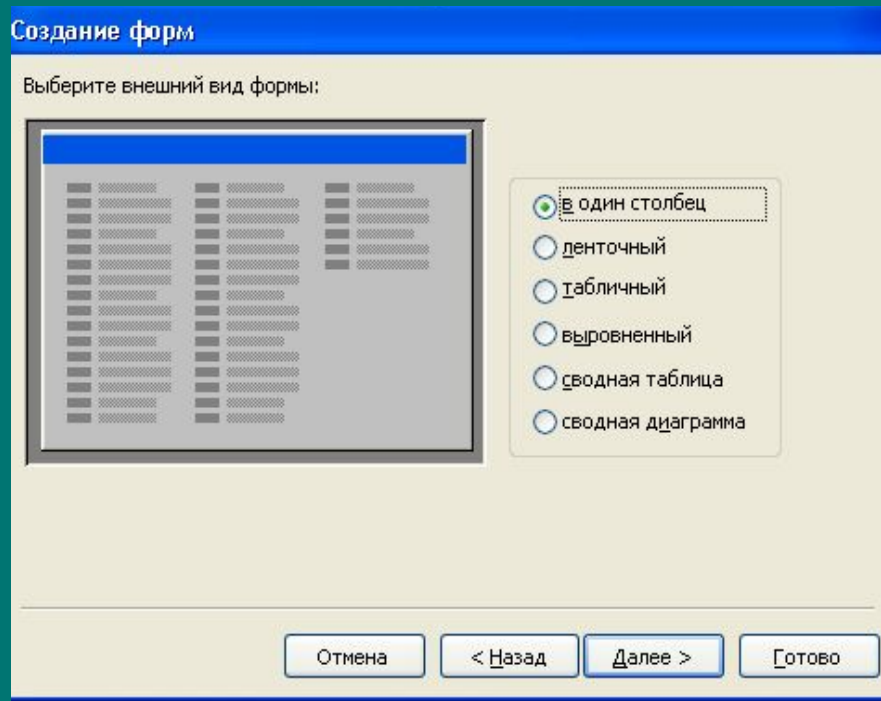 Создание форм
Выберите внешний вид формы:
в один столбец
ленточный
табличный
выровненный
сводная таблица
сводная диаграмма
Отмена
< Назад
Далее >
Готово